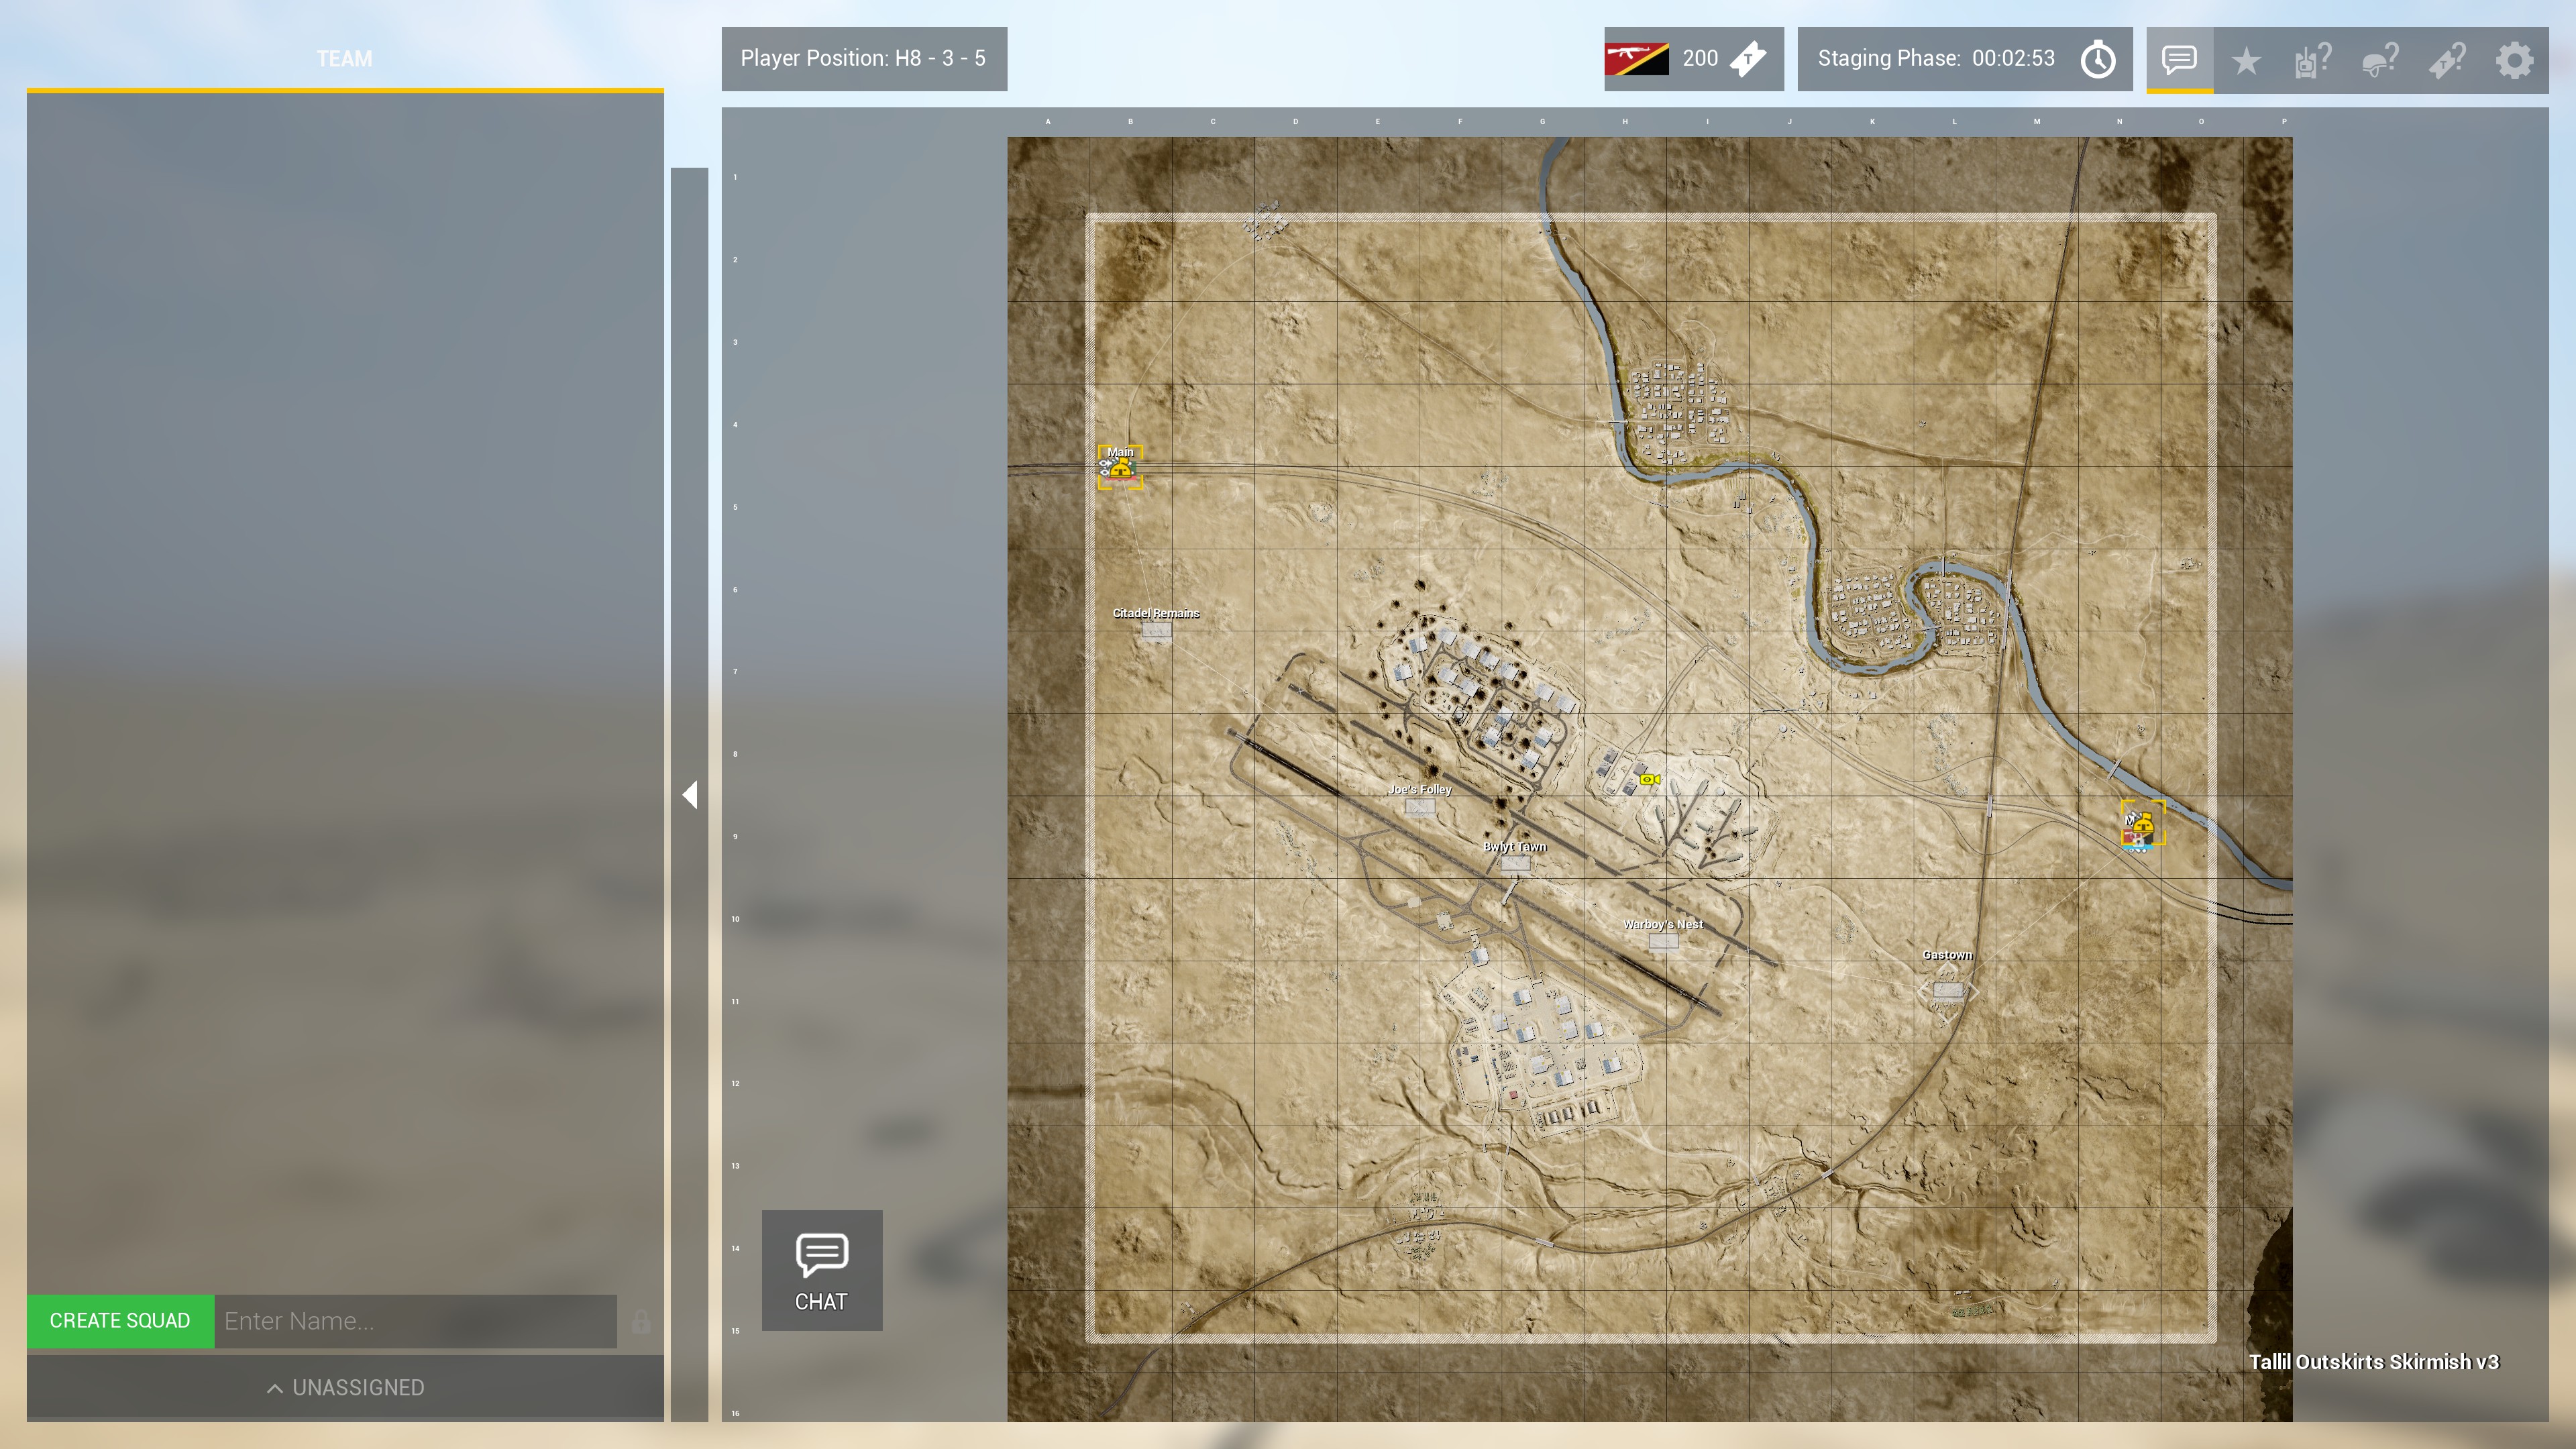 TEAM
Player Position: H8 - 3 - 5
200
T
Staging Phase: 00:02:53
?
?
T?
A B C D E F G H I J K L M N O P
1
2
3
4
Main
5
6
Citadel Remains
7
8
Joe's Folley
9
Bwlyt Tawn
10
Warboy's Nest
Gastown
11
12
13
14
CHAT
CREATE SQUAD
Enter Name...
15
Tallil Outskirts Skirmish v3
UNASSIGNED
16